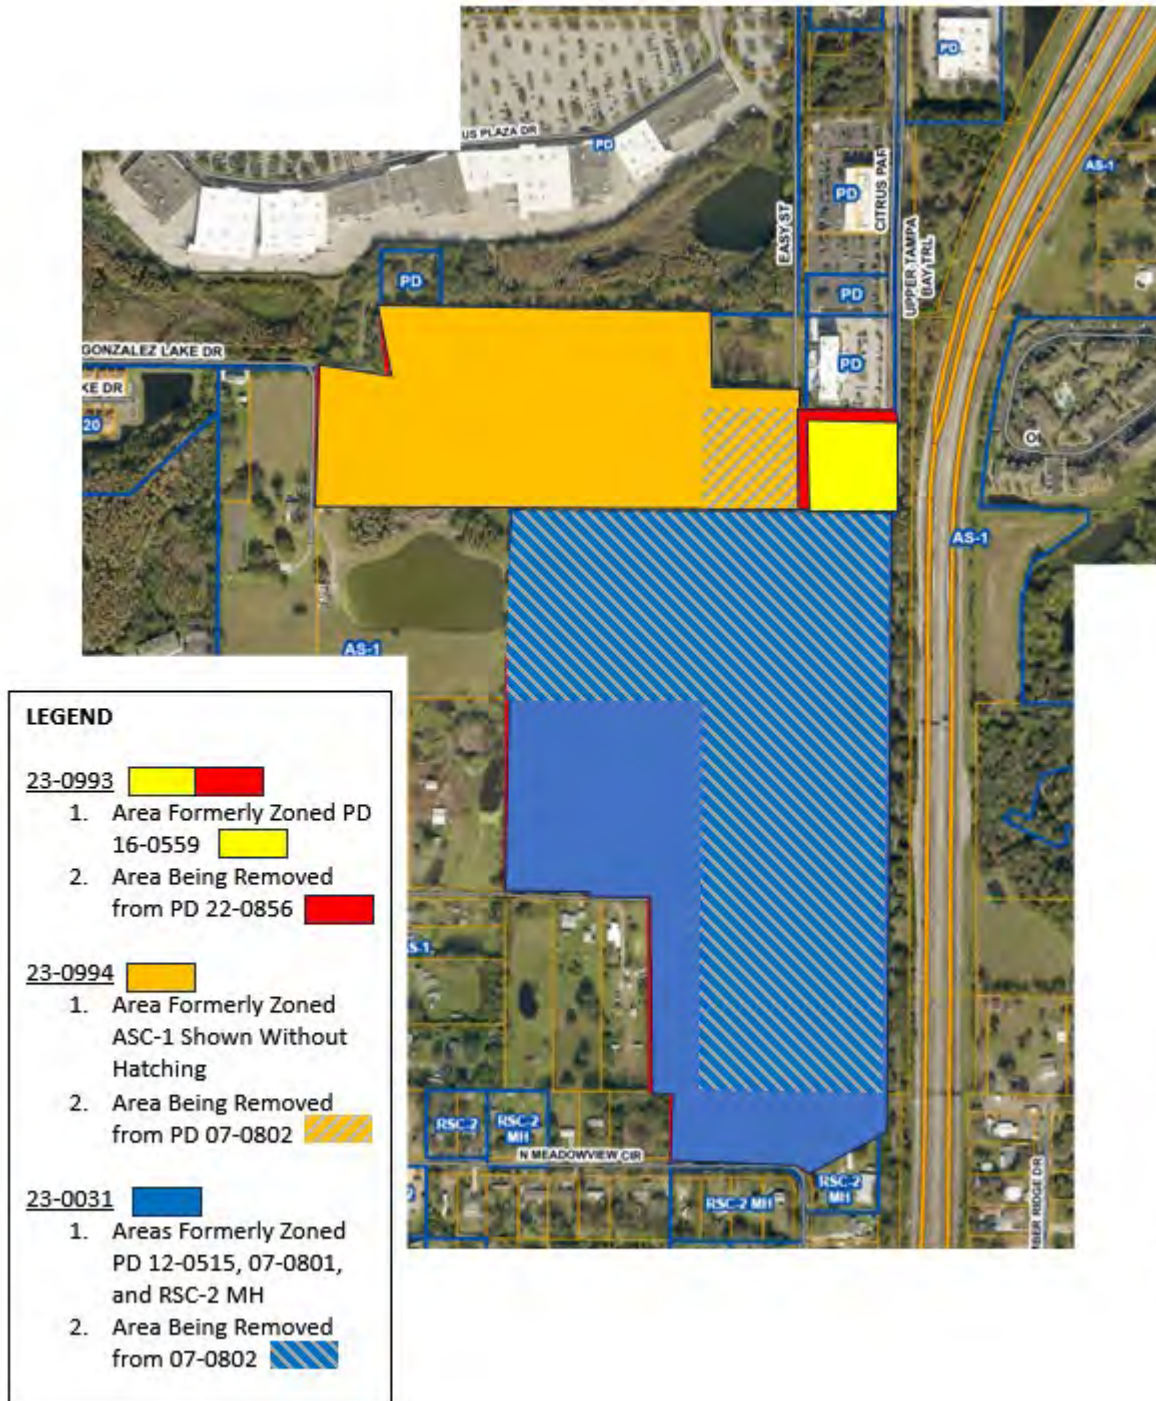 PD
US PLAZA DR
PD
AS-1
EASY ST
PD
CITRUS PAR
UPPER TAMPA
BAY TRL
PD
PD
PD
GONZALEZ LAKE DR
KE DR
20
AS-1
AS-1
LEGEND
23-0993
1. Area Formerly Zoned PD
16-0559
2. Area Being Removed
from PD 22-0856
23-0994
1. Area Formerly Zoned
ASC-1 Shown Without
Hatching
2. Area Being Removed
from PD 07-0802
23-0031
1. Areas Formerly Zoned
PD 12-0515, 07-0801,
and RSC-2 MH
2. Area Being Removed
from 07-0802
S-1
RSC-2
RSC-2
MH
N MEADOWVIEW CIR
RSC-2 MH
RSC-2
MH
MBER RIDGE DR